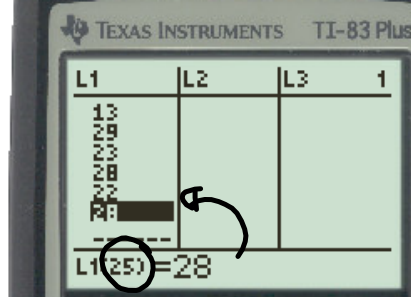 TEXAS INSTRUMENTS TI-83 Plus
L1 L2 L3 1
13
29
23
28
22
------
L1(25)=28